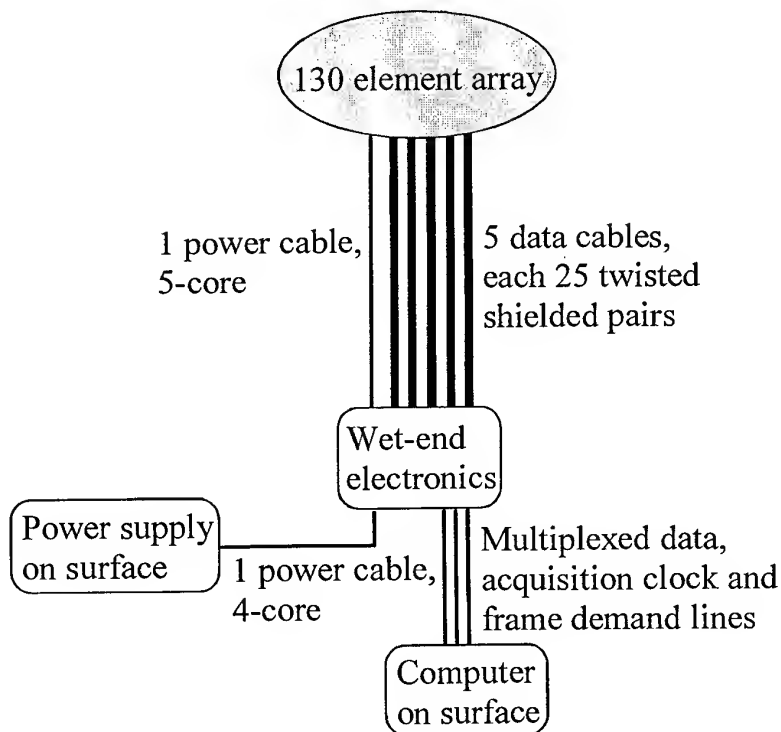 130 element array
1 power cable,
5-core
5 data cables,
each 25 twisted
shielded pairs
Wet-end
electronics
Power supply
on surface
1 power cable,
4-core
Multiplexed data,
acquisition clock and
frame demand lines
Computer
on surface